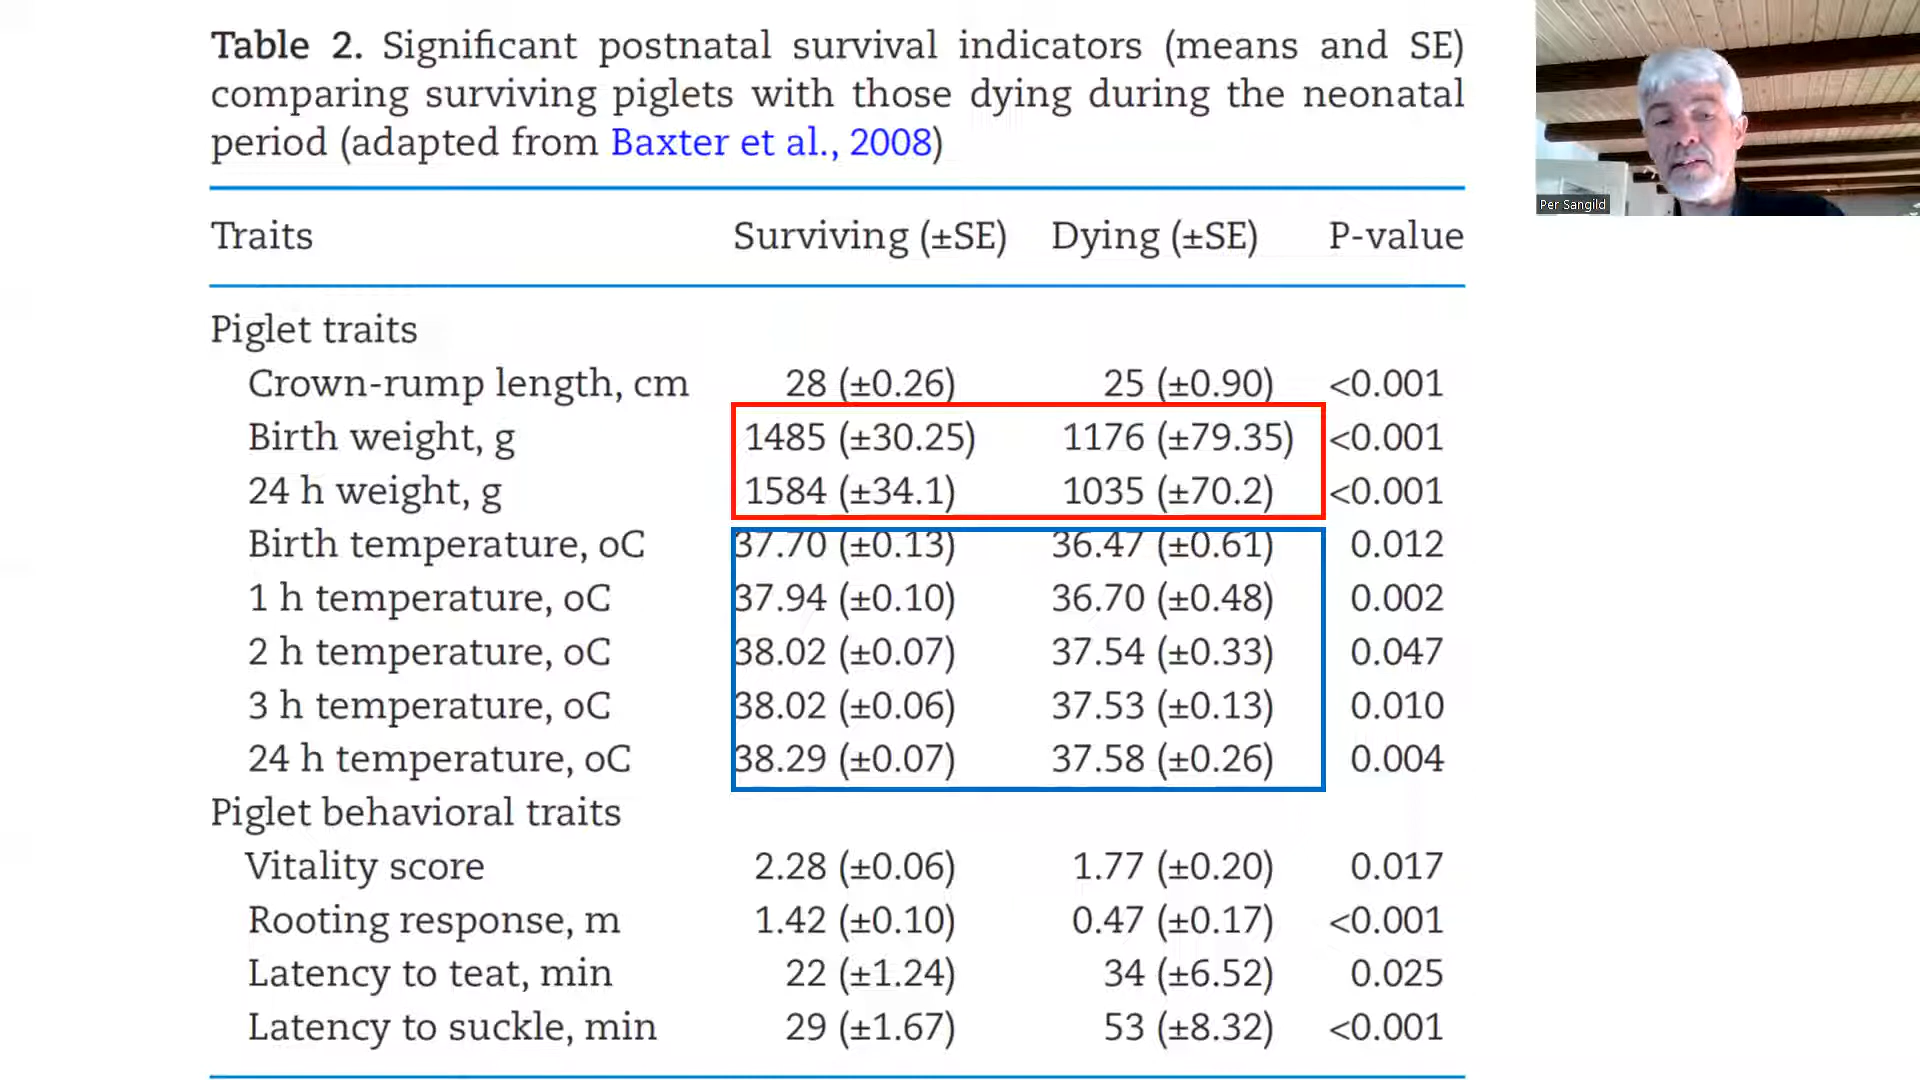 Table 2. Significant postnatal survival indicators (means and SE)
comparing surviving piglets with those dying during the neonatal
period (adapted from Baxter et al., 2008)
Traits Surviving (±SE) Dying (±SE) P-value
Piglet traits
Crown-rump length, cm 28 (±0.26) 25 (±0.90) <0.001
Birth weight, g 1485 (±30.25) 1176 (±79.35) <0.001
24 h weight, g 1584 (±34.1) 1035 (±70.2) <0.001
Birth temperature, oC 37.70 (±0.13) 36.47 (±0.61) 0.012
1 h temperature, oC 37.94 (±0.10) 36.70 (±0.48) 0.002
2 h temperature, oC 38.02 (±0.07) 37.54 (±0.33) 0.047
3 h temperature, oC 38.02 (±0.06) 37.53 (±0.13) 0.010
24 h temperature, oC 38.29 (±0.07) 37.58 (±0.26) 0.004
Piglet behavioral traits
Vitality score 2.28 (±0.06) 1.77 (±0.20) 0.017
Rooting response, m 1.42 (±0.10) 0.47 (±0.17) <0.001
Latency to teat, min 22 (±1.24) 34 (±6.52) 0.025
Latency to suckle, min 29 (±1.67) 53 (±8.32) <0.001
Per Sangild